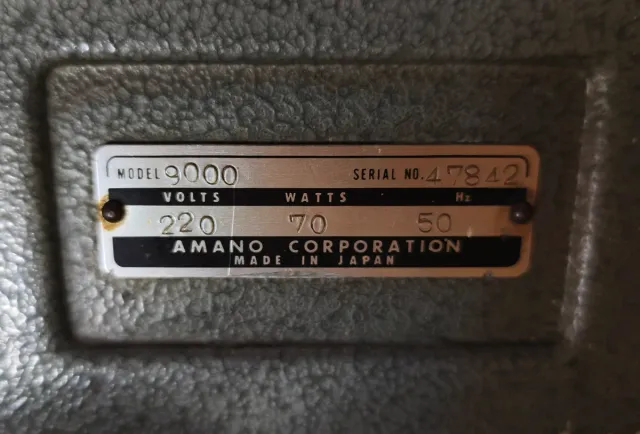 MODEL 9000 SERIAL NO. 47842
VOLTS WATTS Hz
220 70 50
AMANO CORPORATION
MADE IN JAPAN